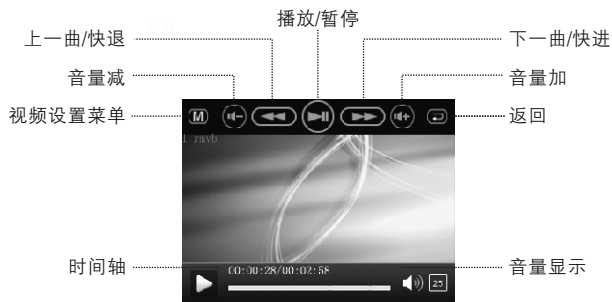 播放/暂停
上一曲/快退
下一曲/快进
音量减
音量加
视频设置菜单
M
返回
1 rmvb
时间轴
00:00:28/00:02:58
音量显示
25